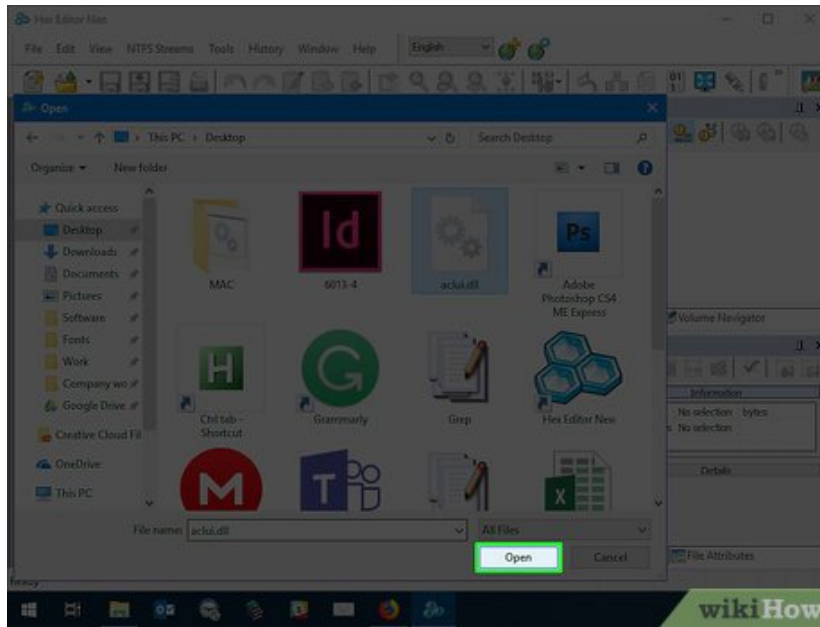 Hex Editor Neo
File Edit View NTFS Streams Tools History Window Help
English
Open
This PC Desktop
Search Desktop
Organize
New folder
Quick access
Desktop
Downloads
Documents
Pictures
Software
Fonts
Work
Company wo
Google Drive
Creative Cloud Fil
OneDrive
This PC
MAC
Id
6013-4
aclui.dll
Ps
Adobe
Photoshop CS4
ME Express
H
Ctrl tab -
Shortcut
G
Grammarly
Grep
Hex Editor Neo
M
T
X
File name:
aclui.dll
All Files
Open
Cancel
Volume Navigator
Information
No selection bytes
No selection
Details
File Attributes
Ready
wikiHow